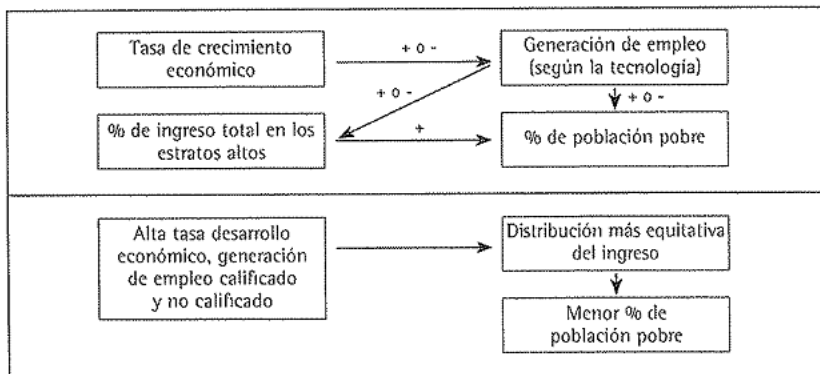 Tasa de crecimiento
económico
+ o -
Generación de empleo
(según la tecnología)
+ o -
+ o -
% de ingreso total en los
estratos altos
+
% de población pobre
Alta tasa desarrollo
económico, generación
de empleo calificado
y no calificado
Distribución más equitativa
del ingreso
Menor % de
población pobre